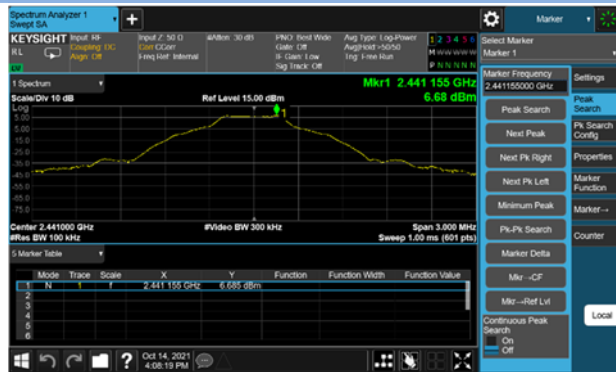 Spectrum Analyzer 1
Swept SA
Marker
KEYSIGHT Input: RF
RL
Coupling: DC
Align: Off
Input Z: 50 Ω
Corr CCorr
Freq Ref: Internal
#Atten: 30 dB
PNO: Best Wide
Gate: Off
IF Gain: Low
Sig Track: Off
Avg Type: Log-Power
Avg|Hold:>50/50
Trig: Free Run
1 2 3 4 5 6
M W W W W W
P N N N N N
LV
Select Marker
Marker 1
1 Spectrum
Scale/Div 10 dB
Ref Level 15.00 dBm
Mkr1 2.441 155 GHz
6.68 dBm
Log
5.00
-5.00
-15.0
-25.0
-35.0
-45.0
-55.0
-65.0
-75.0
1
Center 2.441000 GHz
#Res BW 100 kHz
#Video BW 300 kHz
Span 3.000 MHz
Sweep 1.00 ms (601 pts)
5 Marker Table
Mode Trace Scale X Y Function Function Width Function Value
1 N 1 f 2.441 155 GHz 6.685 dBm
2
3
4
5
6
Marker Frequency
2.441155000 GHz
Peak Search
Next Peak
Next Pk Right
Next Pk Left
Minimum Peak
Pk-Pk Search
Marker Delta
Mkr→CF
Mkr→Ref Lvl
Continuous Peak
Search
On
Off
Settings
Peak
Search
Pk Search
Config
Properties
Marker
Function
Marker→
Counter
Local
Oct 14, 2021
4:08:19 PM